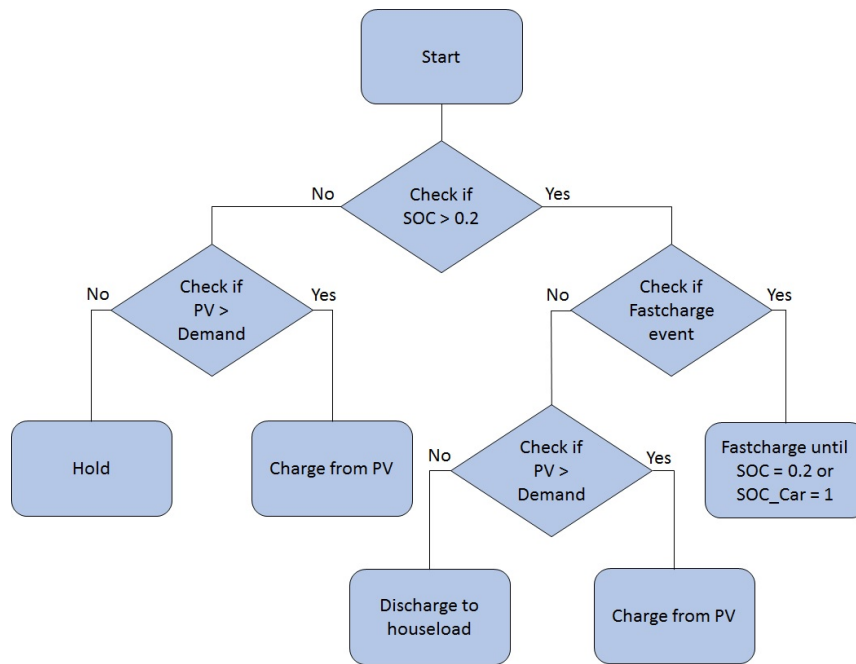 Start
No
Check if
SOC > 0.2
Yes
No
Check if
PV >
Demand
Yes
No
Check if
Fastcharge
event
Yes
Hold
Charge from PV
No
Check if
PV >
Demand
Yes
Fastcharge until
SOC = 0.2 or
SOC_Car = 1
Discharge to
houseload
Charge from PV